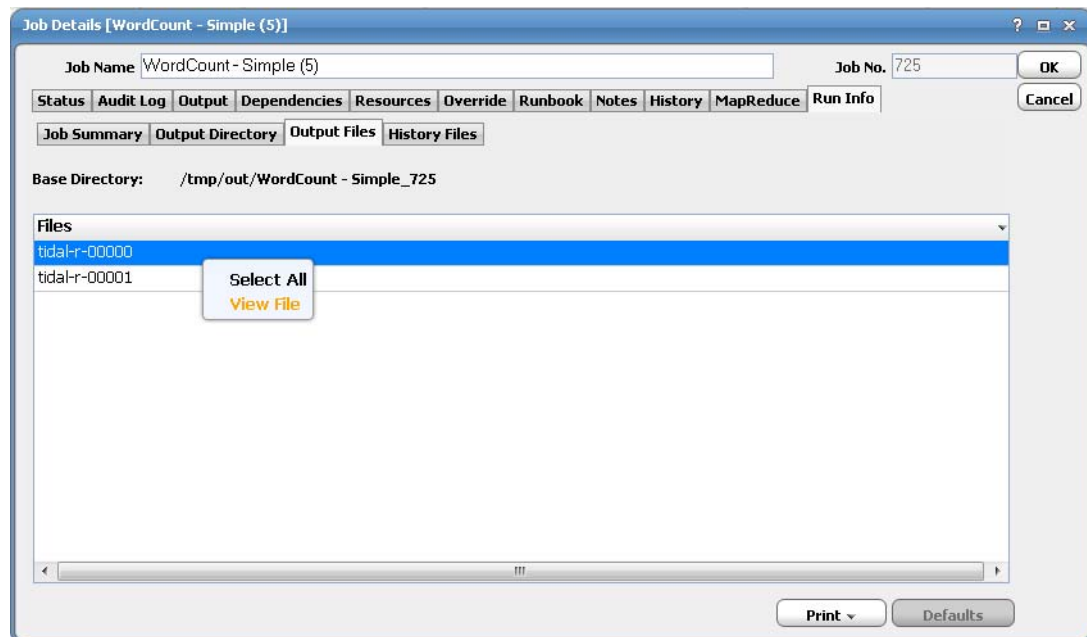 Job Details [WordCount - Simple (5)]
Job Name WordCount - Simple (5) Job No. 725 OK
Status Audit Log Output Dependencies Resources Override Runbook Notes History MapReduce Run Info Cancel
Job Summary Output Directory Output Files History Files
Base Directory: /tmp/out/WordCount - Simple_725
Files
tidal-r-00000
tidal-r-00001
Select All
View File
Print Defaults